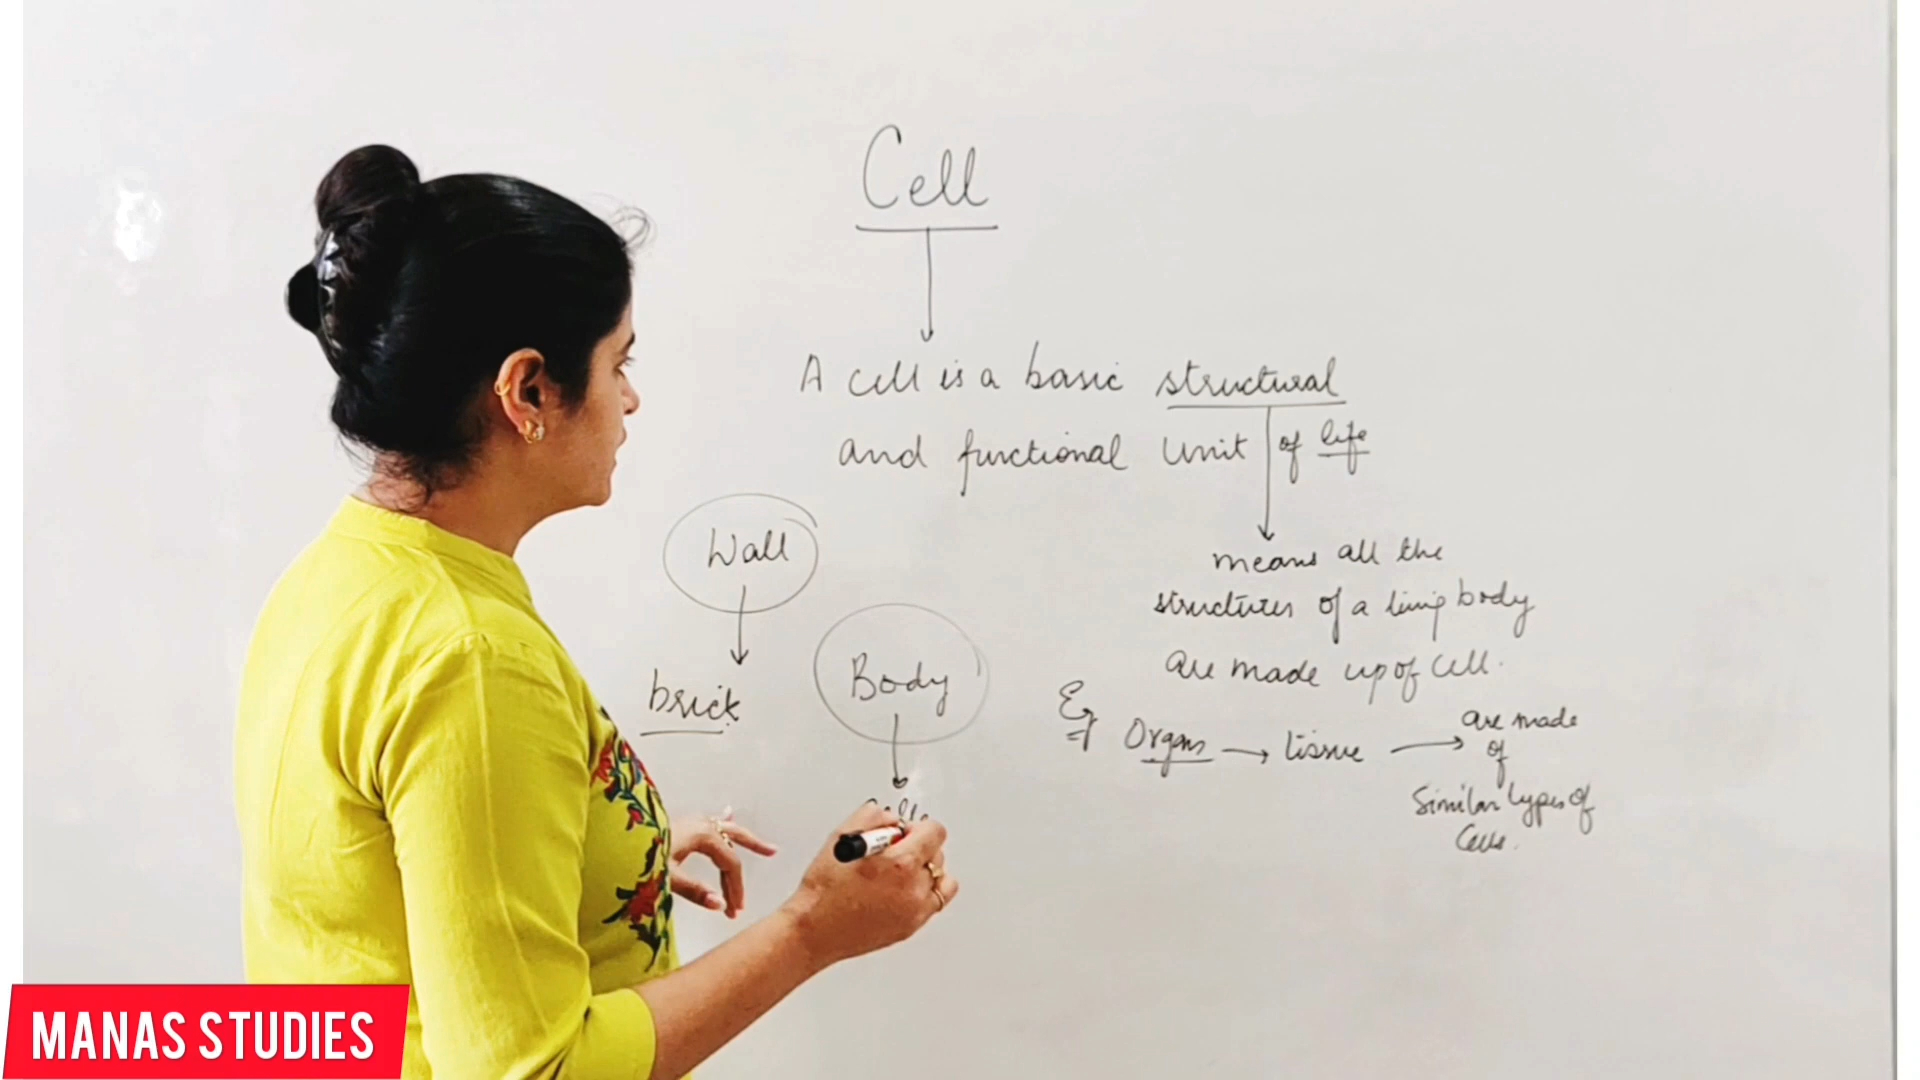 Cell
A cell is a basic structural
and functional unit of life
Wall
brick
Body
Cells
means all the
structures of a living body
are made up of cell.
Eg Organs → tissue → are made
of
Similar types of
Cells.
MANAS STUDIES